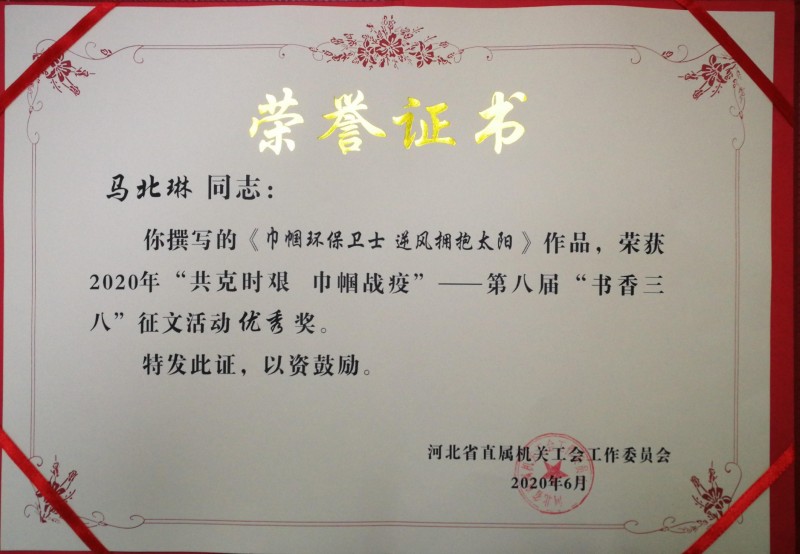 荣誉证书
马北琳 同志：
你撰写的《巾帼环保卫士 逆风拥抱太阳》作品，荣获
2020年“共克时艰 巾帼战疫”——第八届“书香三
八”征文活动优秀奖。
特发此证，以资鼓励。
河北省直属机关工会工作委员会
2020年6月